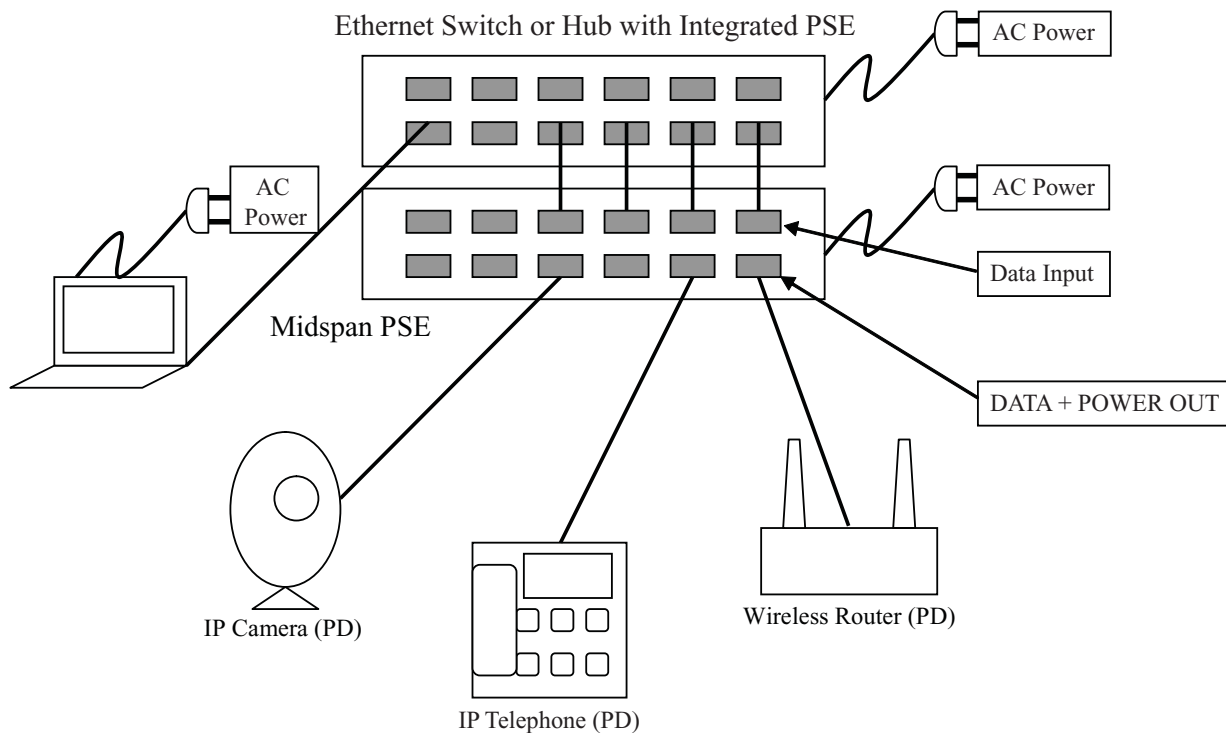 Ethernet Switch or Hub with Integrated PSE
AC Power
AC
Power
AC Power
Data Input
Midspan PSE
DATA + POWER OUT
IP Camera (PD)
Wireless Router (PD)
IP Telephone (PD)